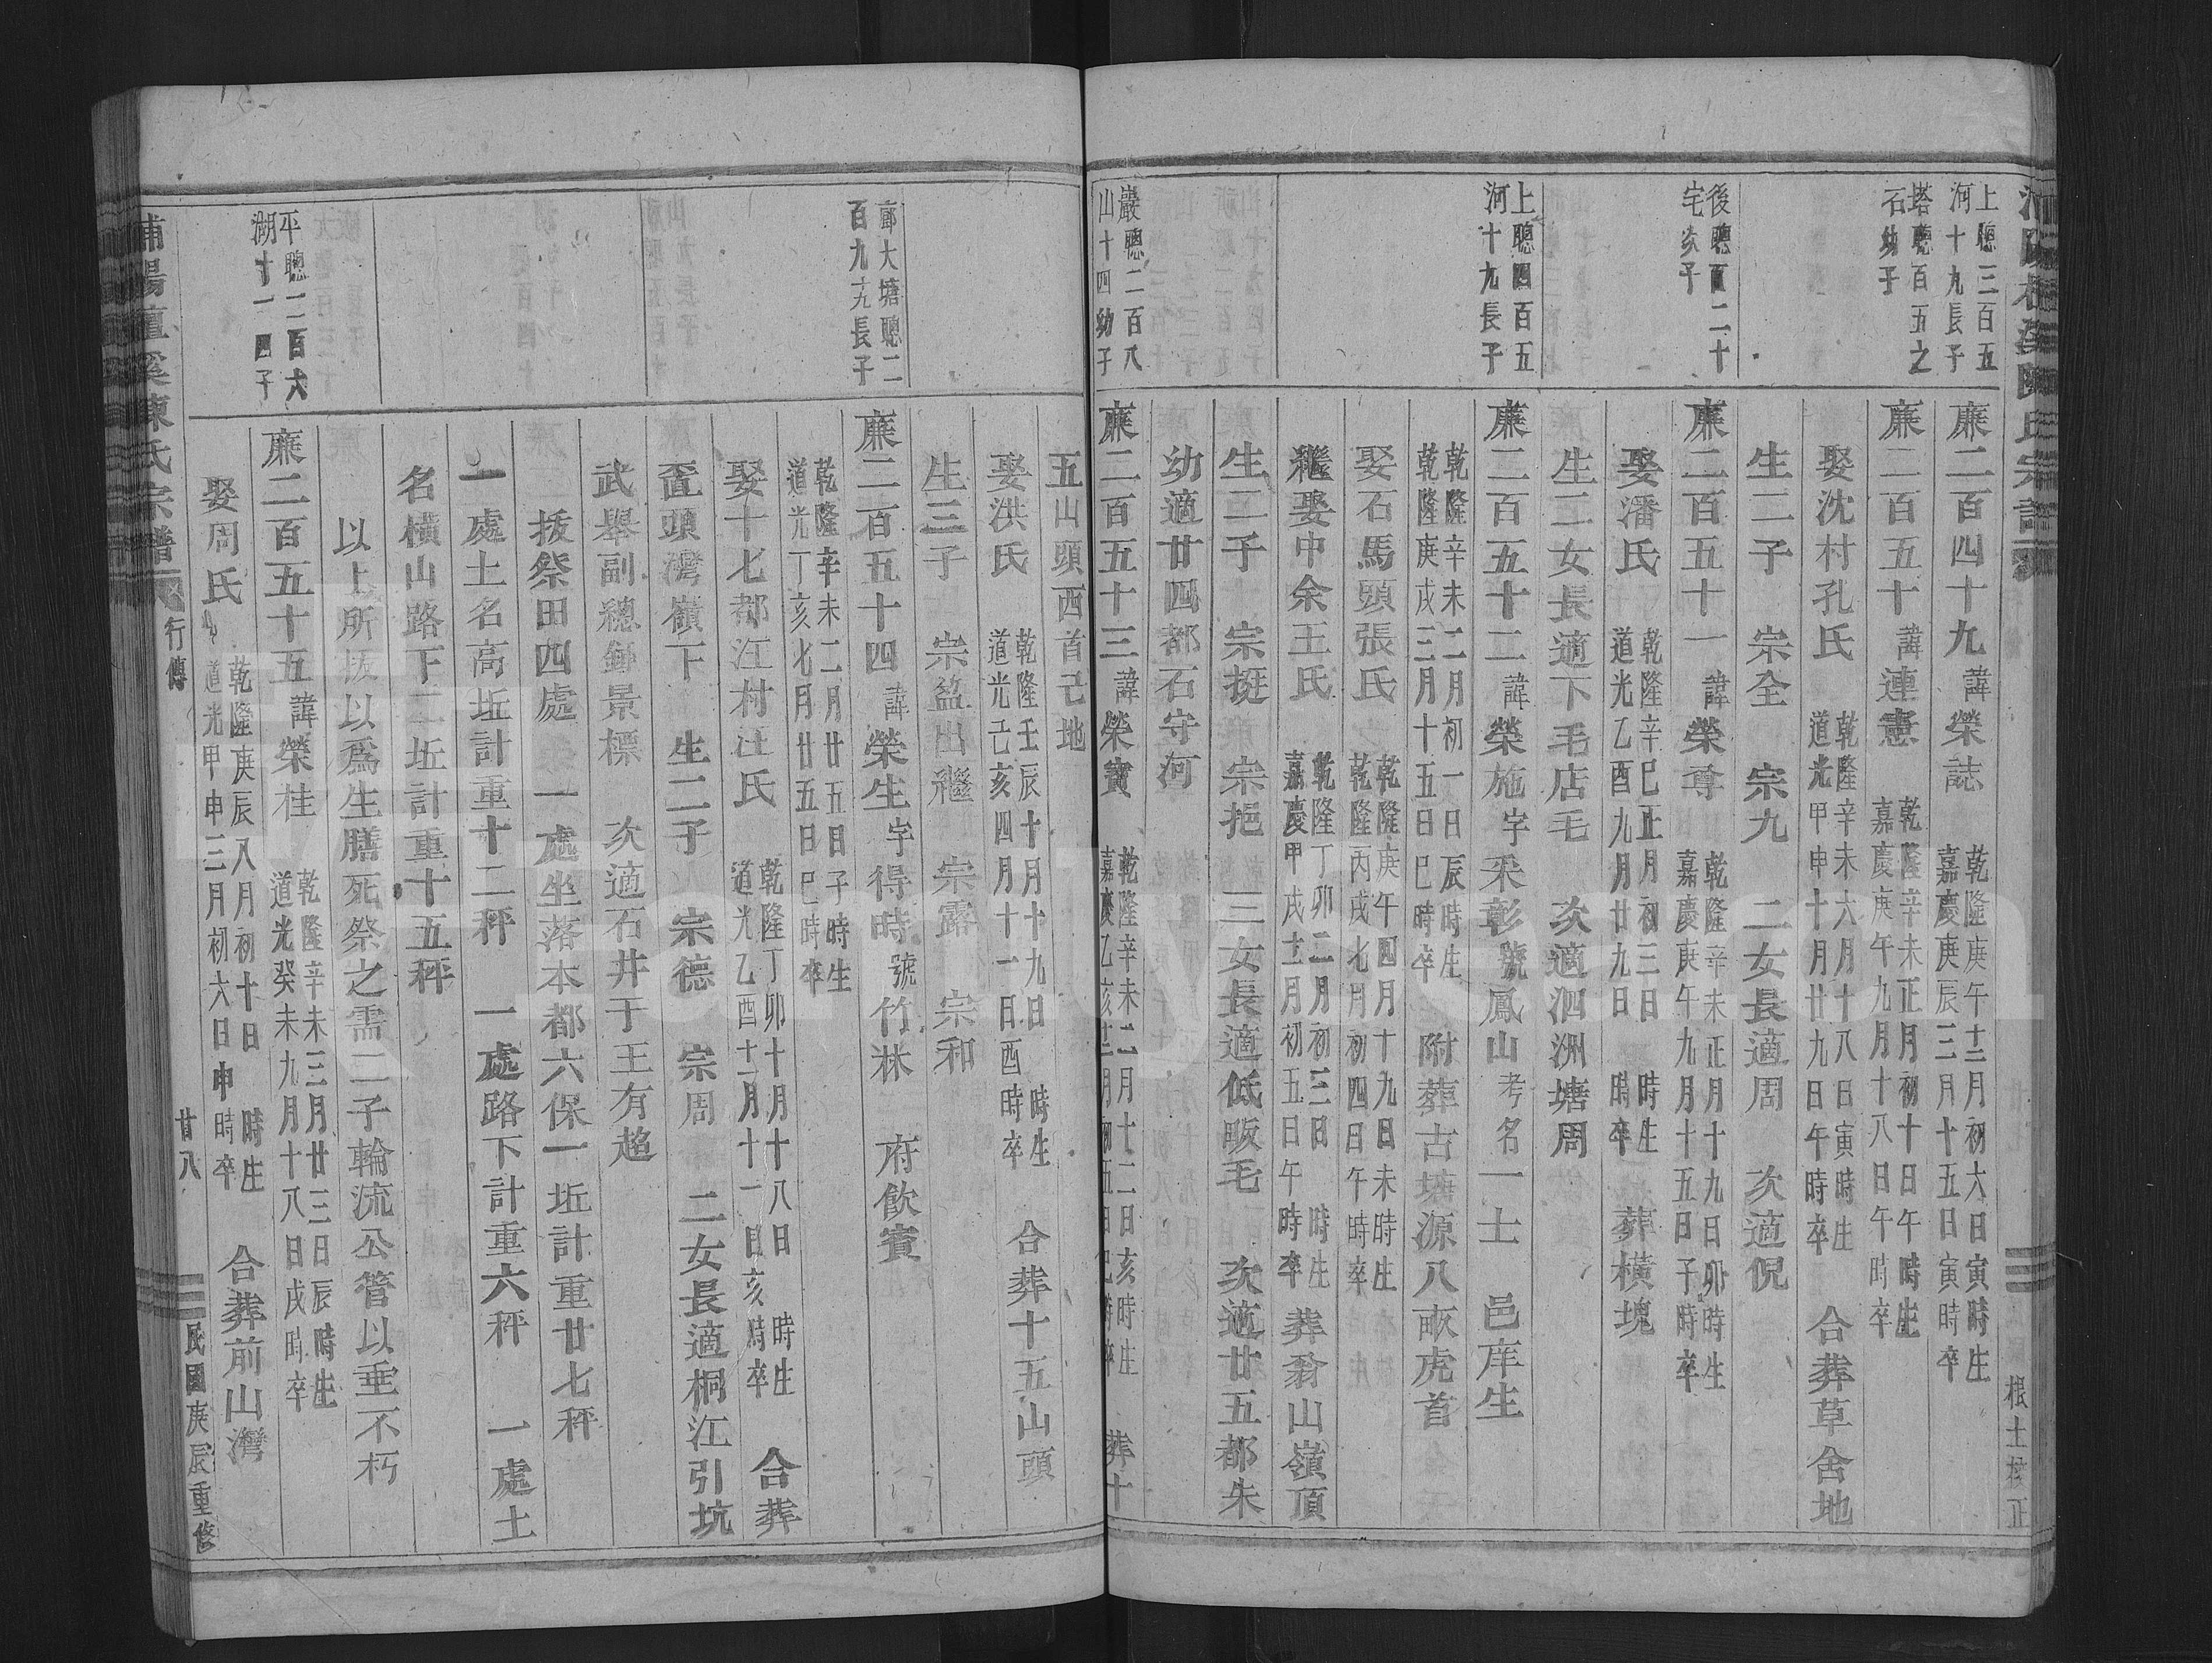 上聰三百五
河十九長子
廉二百四十九 諱榮誌 乾隆庚午十二月初六日寅時生
嘉慶庚辰三月十五日寅時卒
塔聰百五之
石幼子
廉二百五十 諱連憲 乾隆辛未正月初十日午時生
嘉慶庚午九月十八日午時卒
娶沈村孔氏 乾隆辛未六月十八日寅時生
道光甲申十月廿九日午時卒 合葬草舍地
生二子 宗全 宗九 二女長適周 次適倪
後聰百二十
宅次子
廉二百五十一 諱榮尊 乾隆辛未正月十九日卯時生
嘉慶庚午九月十五日子時卒
娶潘氏 乾隆辛巳正月初三日 時生
道光乙酉九月廿九日 時卒 葬橫塊
生二女長適下毛店毛 次適泗洲塘周
上聰四百五
河十九長子
廉二百五十二 諱榮施 字采彰 號鳳山 考名一士 邑庠生
乾隆辛未二月初一日辰時生
乾隆庚戌三月十五日巳時卒 附葬古塘源八畝虎首
娶石馬頭張氏 乾隆庚午四月十九日未時生
乾隆丙戌七月初四日午時卒
繼娶中余王氏 乾隆丁卯二月初三日 時生
嘉慶甲戌十二月初五日午時卒 葬翁山嶺頂
生二子 宗挺 宗挹 三女長適低畈毛 次適廿五都朱
幼適廿四都石守河
巖聰二百八
山十四幼子
廉二百五十三 諱榮寶 乾隆辛未二月十二日亥時生
嘉慶乙亥十二月初五日巳時卒 葬十
五山頭西首己地
娶洪氏 乾隆壬辰十月十九日 時生
道光己亥四月十一日酉時卒 合葬十五山頭
生三子 宗盆出繼 宗露 宗和
廊大塘聰二
百九十九長子
廉二百五十四 諱榮生 字得時 號竹林 府飲賓
乾隆辛未二月廿五日子時生
道光丁亥七月廿五日巳時卒
娶十七都江村江氏 乾隆丁卯十月十八日 時生
道光乙酉十二月十一日亥時卒 合葬
疍頭灣嶺下 生二子 宗德 宗周 二女長適桐江引坑
武舉副總鍾景標 次適石井于王有趙
拔祭田四處 一處坐落本都六保一坵計重廿七秤
一處土名高坵計重十二秤 一處路下計重六秤 一處土
名橫山路下二坵計重十五秤
以上所拔以爲生膳死祭之需二子輪流公管以垂不朽
平聰二百六
湖十一四子
廉二百五十五 諱榮桂 乾隆辛未三月廿三日辰時生
道光癸未九月十八日戌時卒
娶周氏 乾隆庚辰八月初十日 時生
道光甲申三月初六日申時卒 合葬前山灣
浦陽壇溪陳氏宗譜 行傳 廿八 民國庚辰重修